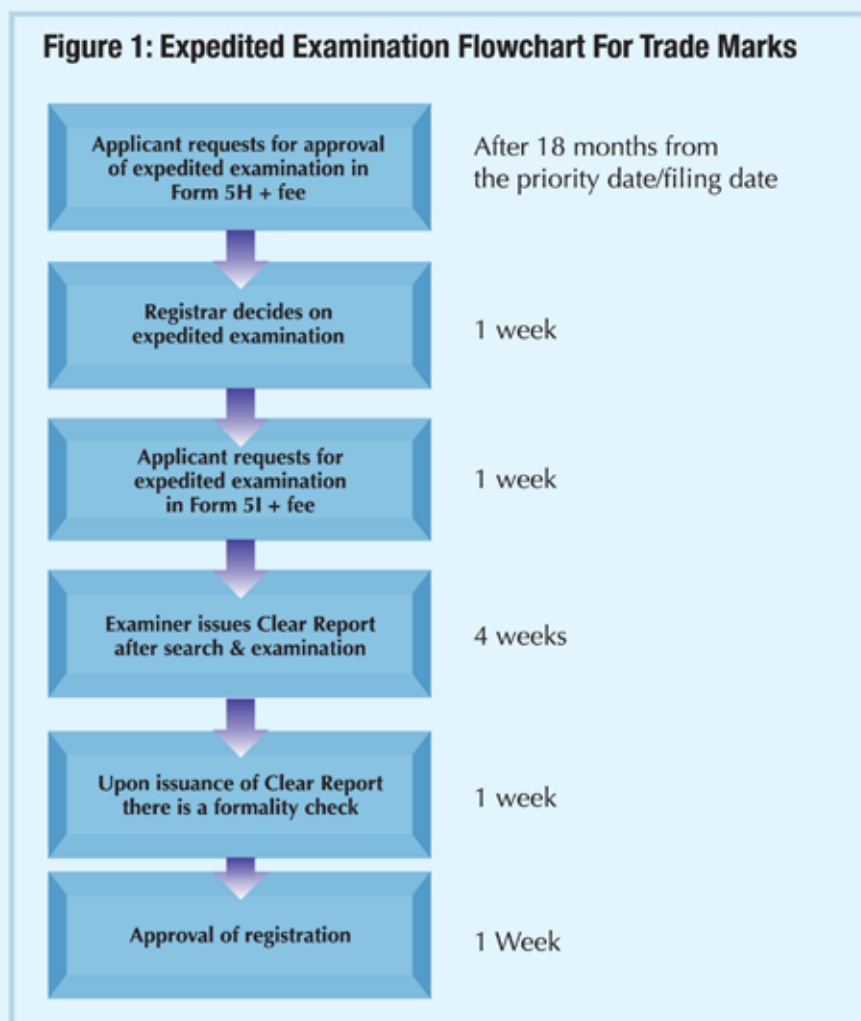 Figure 1: Expedited Examination Flowchart For Trade Marks
Applicant requests for approval
of expedited examination in
Form 5H + fee
After 18 months from
the priority date/filing date
Registrar decides on
expedited examination
1 week
Applicant requests for
expedited examination
in Form 5I + fee
1 week
Examiner issues Clear Report
after search & examination
4 weeks
Upon issuance of Clear Report
there is a formality check
1 week
Approval of registration
1 Week